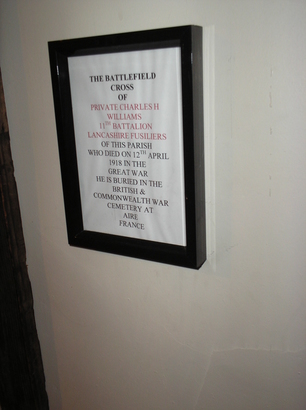 THE BATTLEFIELD
CROSS
OF
PRIVATE CHARLES H
WILLIAMS
11TH BATTALION
LANCASHIRE FUSILIERS
OF THIS PARISH
WHO DIED ON 12TH APRIL
1918 IN THE
GREAT WAR
HE IS BURIED IN THE
BRITISH &
COMMONWEALTH WAR
CEMETERY AT
AIRE
FRANCE